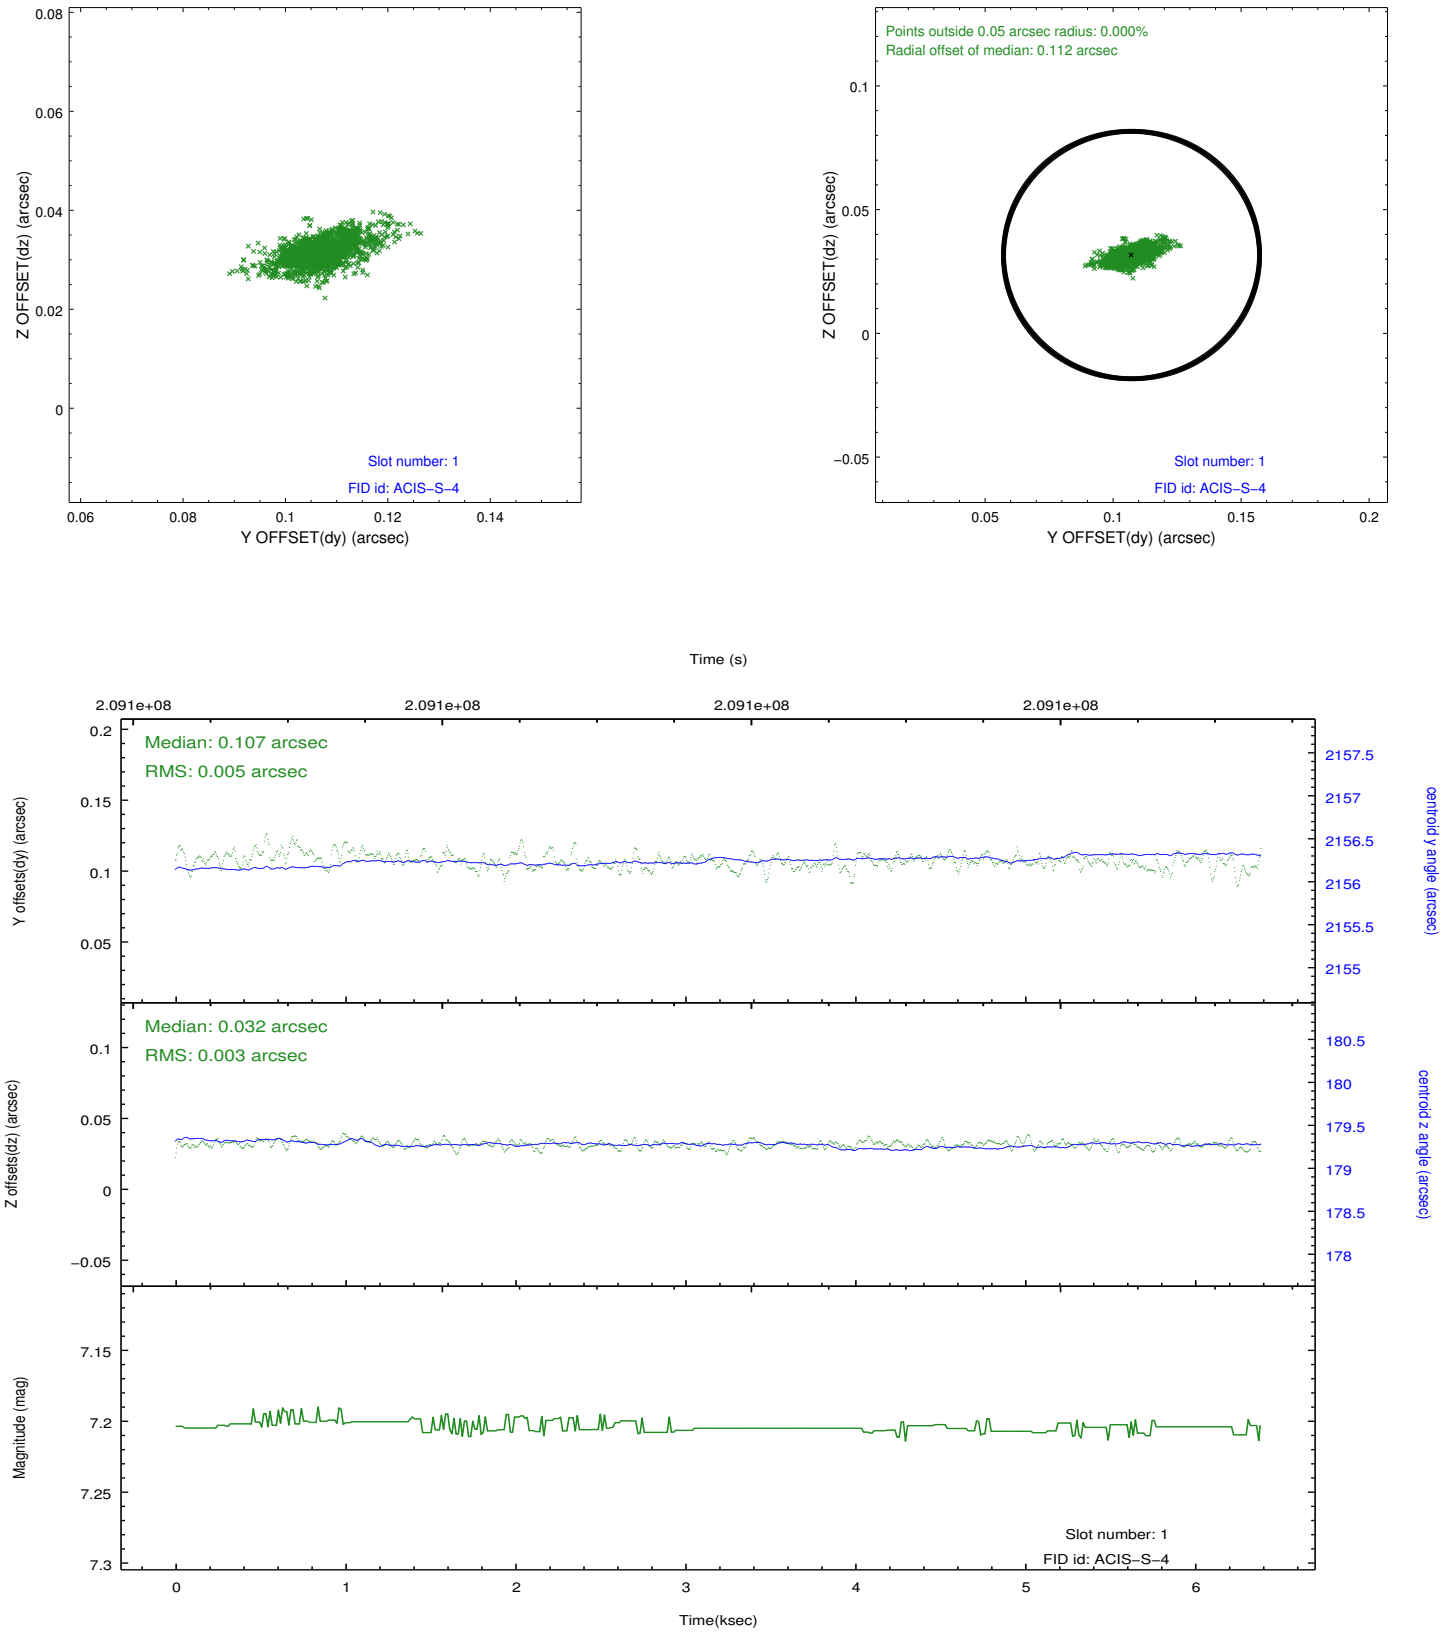 0.08
0.06
0.04
0.02
0
Z OFFSET(dz) (arcsec)
Slot number: 1
FID id: ACIS−S−4
0.06 0.08 0.1 0.12 0.14
Y OFFSET(dy) (arcsec)
Points outside 0.05 arcsec radius: 0.000%
Radial offset of median: 0.112 arcsec
0.1
0.05
0
−0.05
Z OFFSET(dz) (arcsec)
Slot number: 1
FID id: ACIS−S−4
0.05 0.1 0.15 0.2
Y OFFSET(dy) (arcsec)
Time (s)
2.091e+08 2.091e+08 2.091e+08 2.091e+08
Median: 0.107 arcsec
RMS: 0.005 arcsec
0.2
0.15
0.1
0.05
Y offsets(dy) (arcsec)
2157.5
2157
2156.5
2156
2155.5
2155
centroid y angle (arcsec)
Median: 0.032 arcsec
RMS: 0.003 arcsec
0.1
0.05
0
−0.05
Z offsets(dz) (arcsec)
180.5
180
179.5
179
178.5
178
centroid z angle (arcsec)
7.15
7.2
7.25
7.3
Magnitude (mag)
Slot number: 1
FID id: ACIS−S−4
0 1 2 3 4 5 6
Time(ksec)